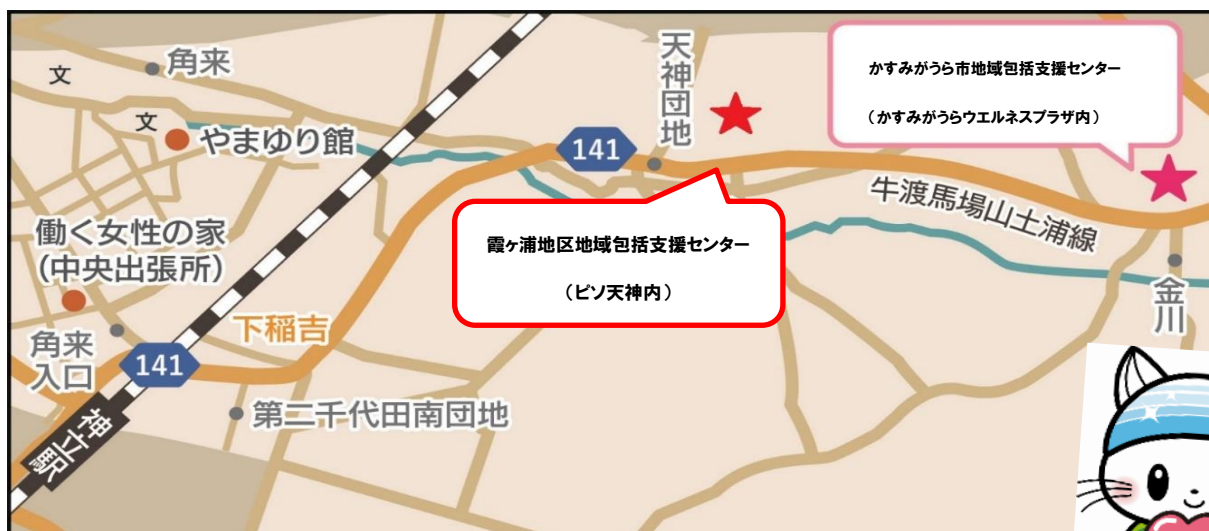 角来
文
文
やまゆり館
働く女性の家
(中央出張所)
角来
入口
141
下稲吉
神立駅
第二千代田南団地
141
天神団地
霞ヶ浦地区地域包括支援センター
（ピソ天神内）
かすみがうら市地域包括支援センター
（かすみがうらウエルネスプラザ内）
牛渡馬場山土浦線
金川